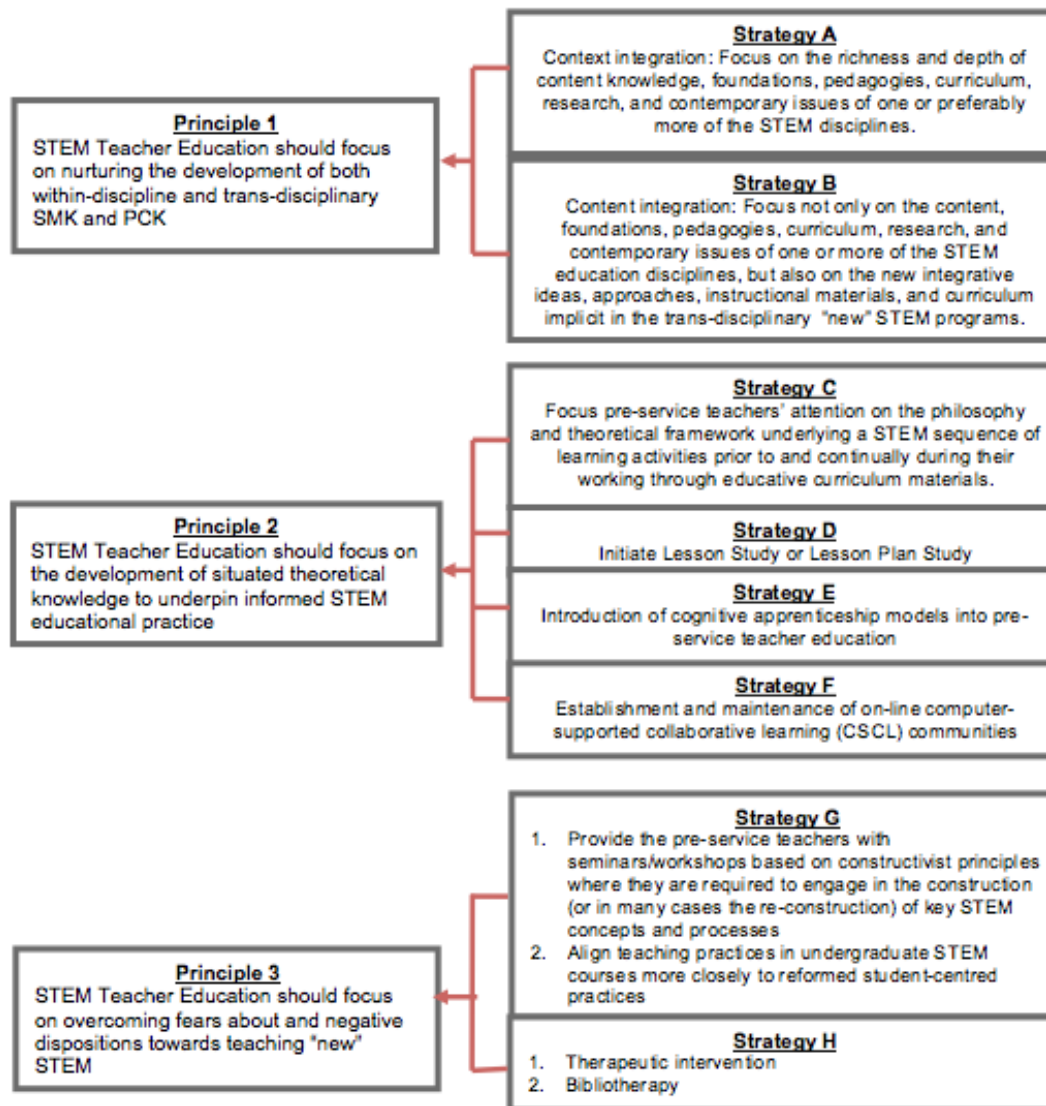 Strategy A
Context integration: Focus on the richness and depth of
content knowledge, foundations, pedagogies, curriculum,
research, and contemporary issues of one or preferably
more of the STEM disciplines.
Principle 1
STEM Teacher Education should focus
on nurturing the development of both
within-discipline and trans-disciplinary
SMK and PCK
Strategy B
Content integration: Focus not only on the content,
foundations, pedagogies, curriculum, research, and
contemporary issues of one or more of the STEM
education disciplines, but also on the new integrative
ideas, approaches, instructional materials, and curriculum
implicit in the trans-disciplinary "new" STEM programs.
Strategy C
Focus pre-service teachers' attention on the philosophy
and theoretical framework underlying a STEM sequence of
learning activities prior to and continually during their
working through educative curriculum materials.
Principle 2
STEM Teacher Education should focus on
the development of situated theoretical
knowledge to underpin informed STEM
educational practice
Strategy D
Initiate Lesson Study or Lesson Plan Study
Strategy E
Introduction of cognitive apprenticeship models into pre-
service teacher education
Strategy F
Establishment and maintenance of on-line computer-
supported collaborative learning (CSCL) communities
Strategy G
1. Provide the pre-service teachers with
seminars/workshops based on constructivist principles
where they are required to engage in the construction
(or in many cases the re-construction) of key STEM
concepts and processes
2. Align teaching practices in undergraduate STEM
courses more closely to reformed student-centred
practices
Principle 3
STEM Teacher Education should focus
on overcoming fears about and negative
dispositions towards teaching "new"
STEM
Strategy H
1. Therapeutic intervention
2. Bibliotherapy